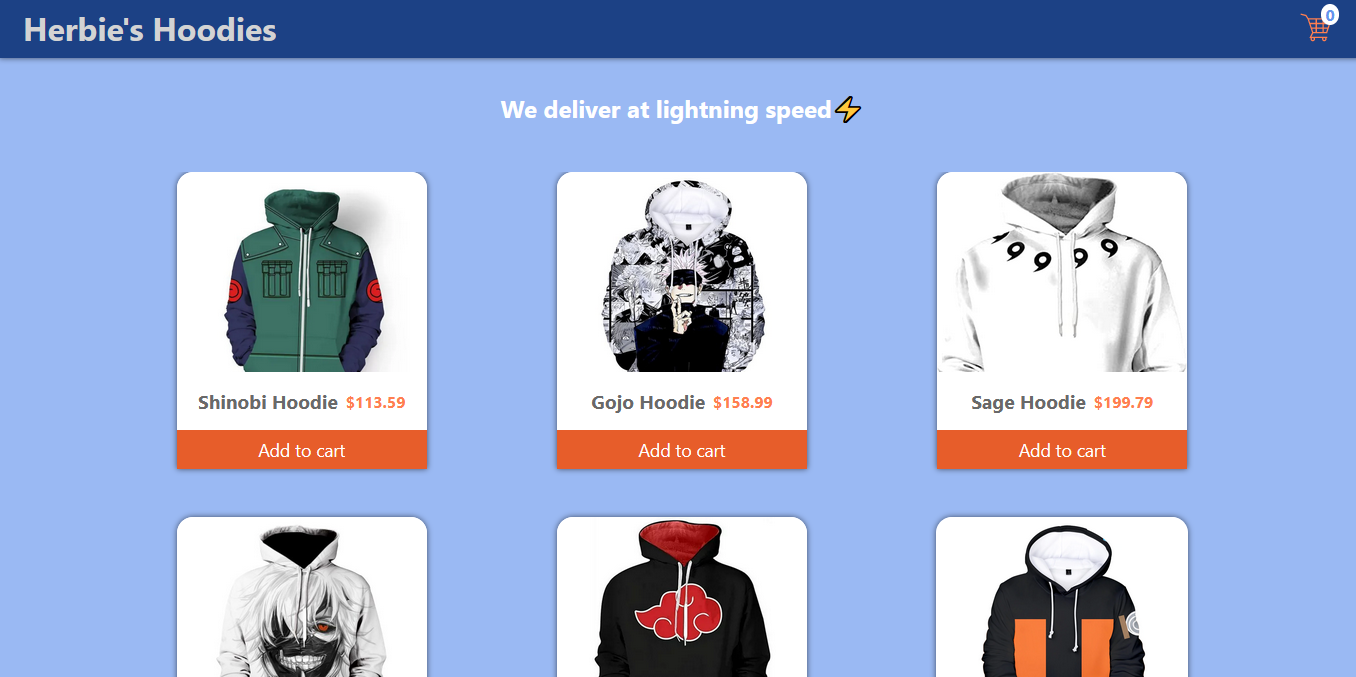 Herbie's Hoodies
0
We deliver at lightning speed⚡
Shinobi Hoodie $113.59
Gojo Hoodie $158.99
Sage Hoodie $199.79
Add to cart
Add to cart
Add to cart